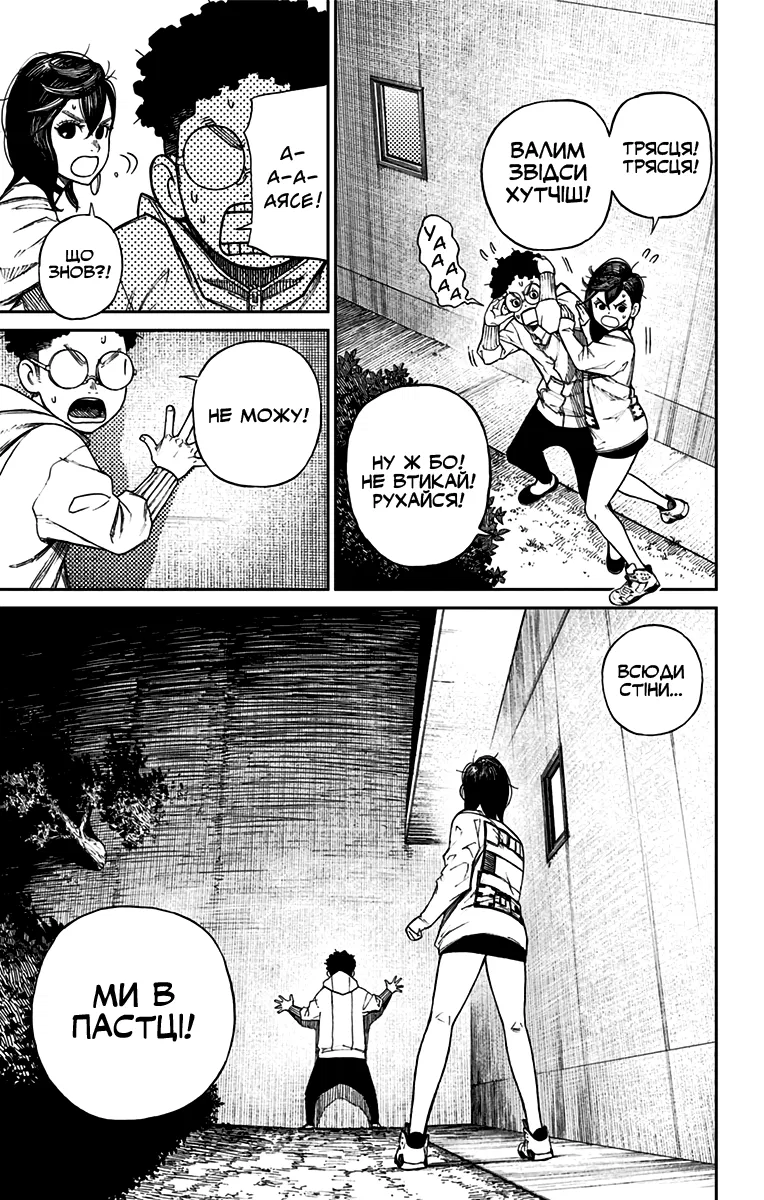 ТРЯСЦЯ!
ТРЯСЦЯ!
ВАЛИМ
ЗВІДСИ
ХУТЧІШ!
УААААА
НУ Ж БО!
НЕ ВТИКАЙ!
РУХАЙСЯ!
А-
А-А-
АЯСЕ!
ЩО
ЗНОВ?!
НЕ МОЖУ!
ВСЮДИ
СТІНИ...
МИ В
ПАСТЦІ!